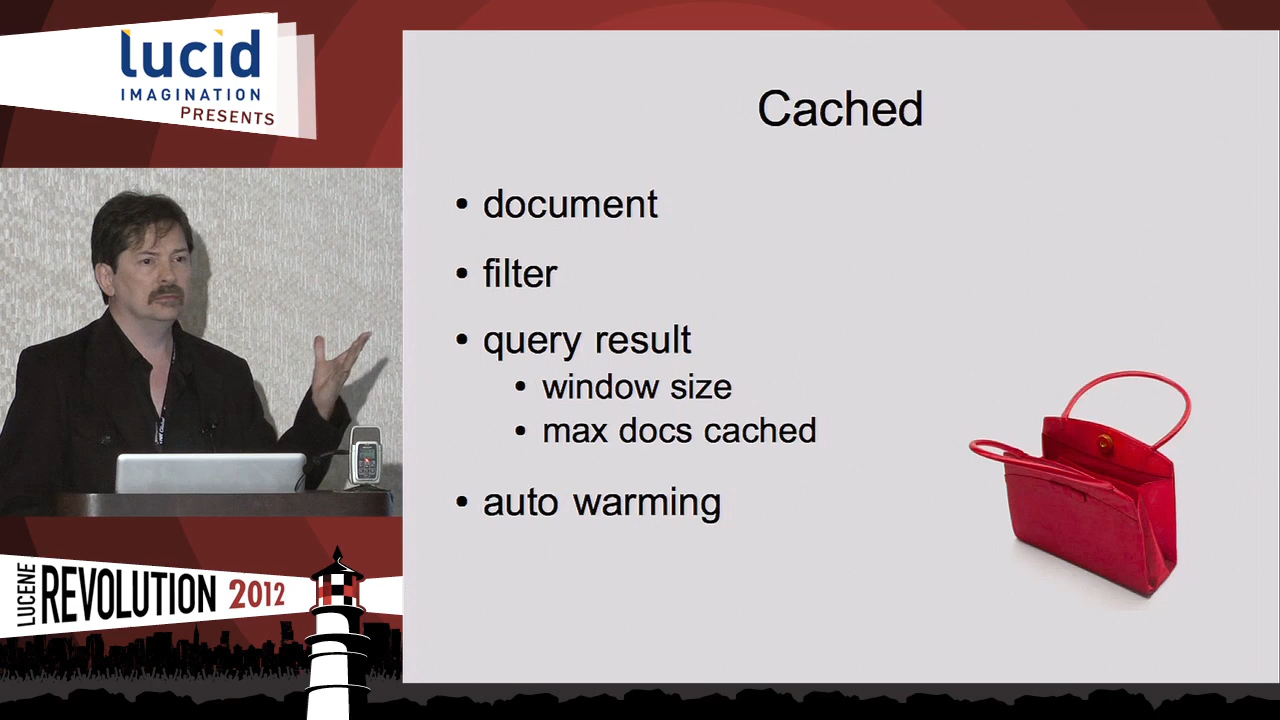 lucid
IMAGINATION
PRESENTS
Cached
• document
• filter
• query result
• window size
• max docs cached
• auto warming
LUCENE
REVOLUTION 2012